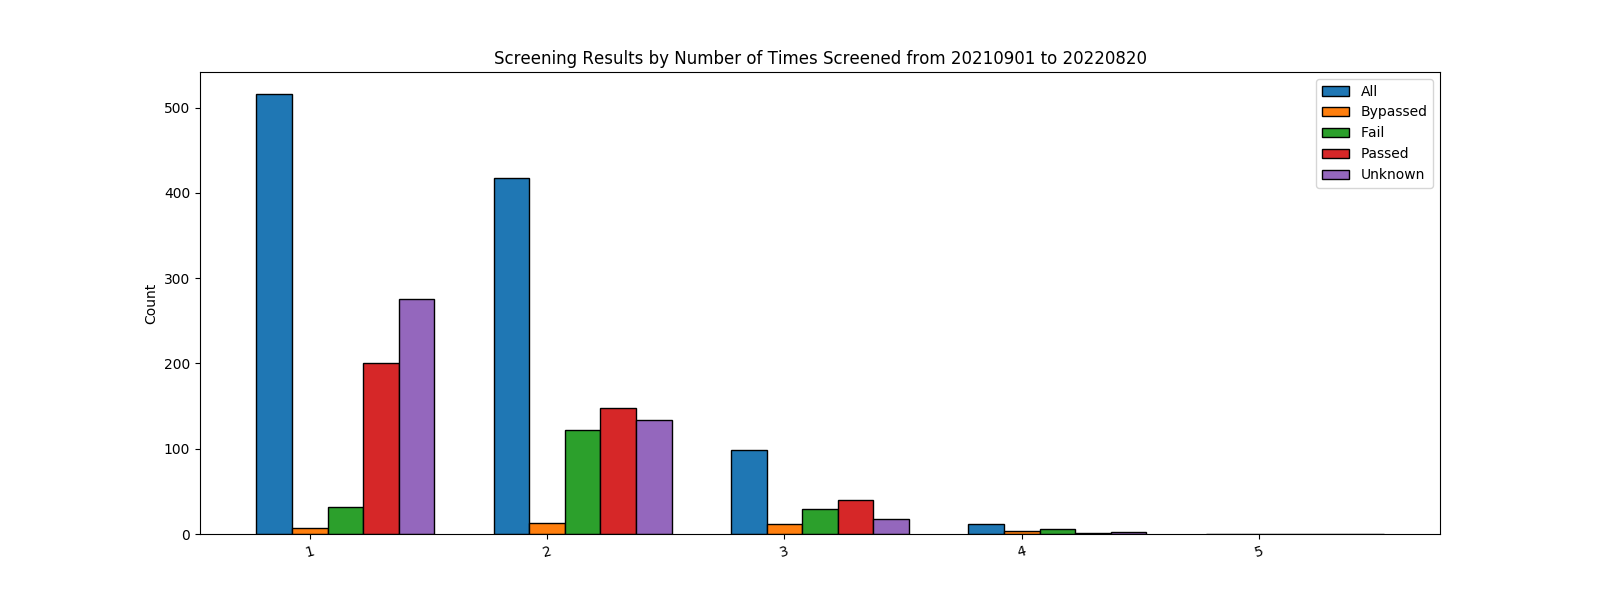 Screening Results by Number of Times Screened from 20210901 to 20220820
All
Bypassed
Fail
Passed
Unknown
Count
500
400
300
200
100
0
1
2
3
4
5